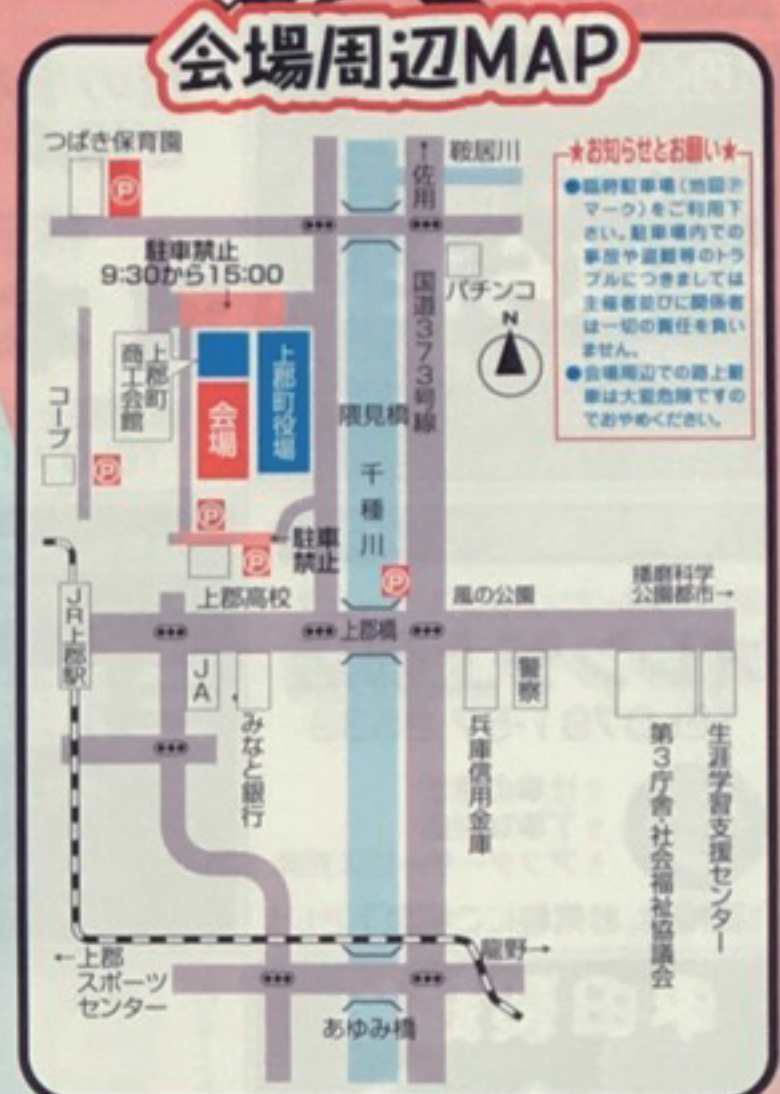 会場周辺MAP
つばき保育園
Ⓟ
駐車禁止
9:30から15:00
↑佐用
鞍居川
パチンコ
国道373号線
N
★お知らせとお願い★
●臨時駐車場(地図Ⓟ
マーク)をご利用下
さい。駐車場内での
事故や盗難等のトラ
ブルにつきましては
主催者並びに関係者
は一切の責任を負い
ません。
●会場周辺での路上駐
車は大変危険ですの
でおやめください。
上郡町
商工会館
上郡町役場
会場
コープ
Ⓟ
隈見橋
千種川
Ⓟ
←駐車
禁止
Ⓟ
Ⓟ
上郡高校
風の公園
播磨科学
公園都市→
JR上郡駅
上郡橋
JA
みなと銀行
兵庫信用金庫
警察
第3庁舎・社会福祉協議会
生涯学習支援センター
←上郡
スポーツ
センター
龍野→
あゆみ橋